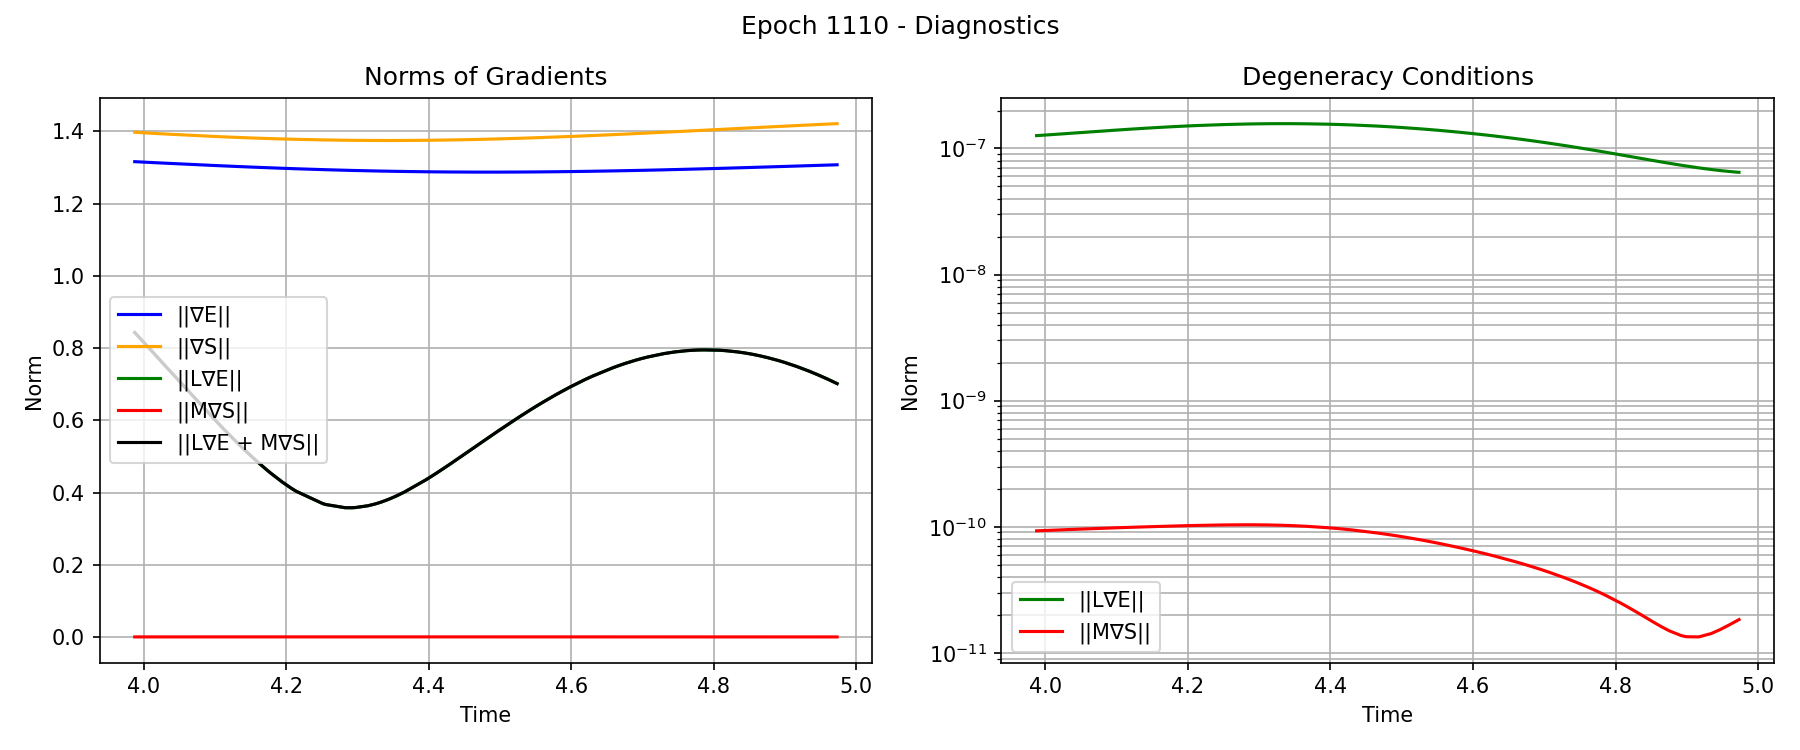 Epoch 1110 - Diagnostics
Norms of Gradients
Norm
1.4
1.2
1.0
0.8
0.6
0.4
0.2
0.0
||∇E||
||∇S||
||L∇E||
||M∇S||
||L∇E + M∇S||
4.0
4.2
4.4
4.6
4.8
5.0
Time
Degeneracy Conditions
Norm
10⁻⁷
10⁻⁸
10⁻⁹
10⁻¹⁰
10⁻¹¹
||L∇E||
||M∇S||
4.0
4.2
4.4
4.6
4.8
5.0
Time